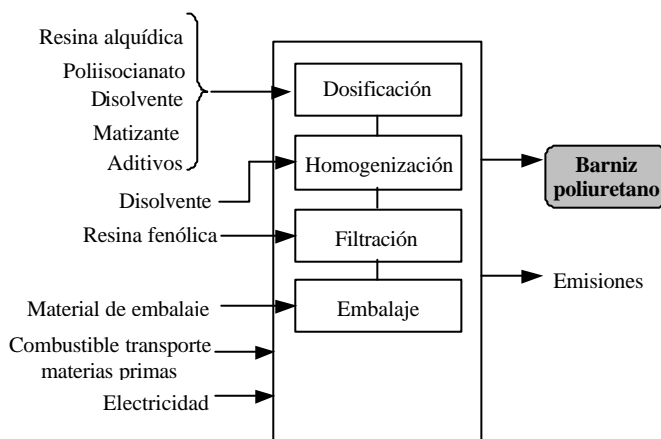 Resina alquídica
Poliisocianato
Disolvente
Matizante
Aditivos
Disolvente
Resina fenólica
Material de embalaie
Combustible transporte
materias primas
Electricidad
Dosificación
Homogenización
Filtración
Embalaje
Barniz
poliuretano
Emisiones